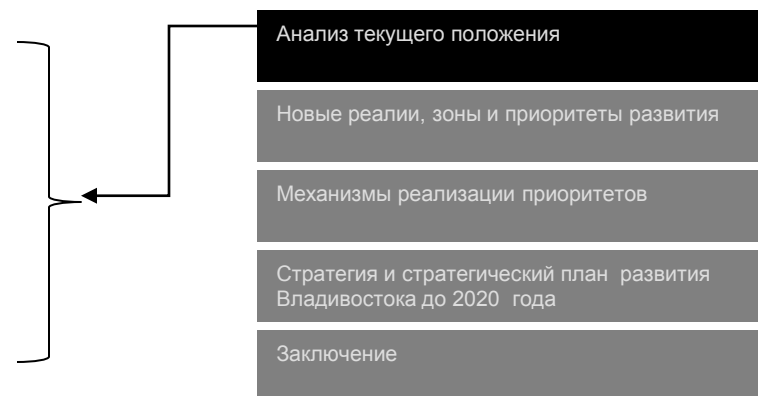 Анализ текущего положения
Новые реалии, зоны и приоритеты развития
Механизмы реализации приоритетов
Стратегия и стратегический план развития
Владивостока до 2020 года
Заключение